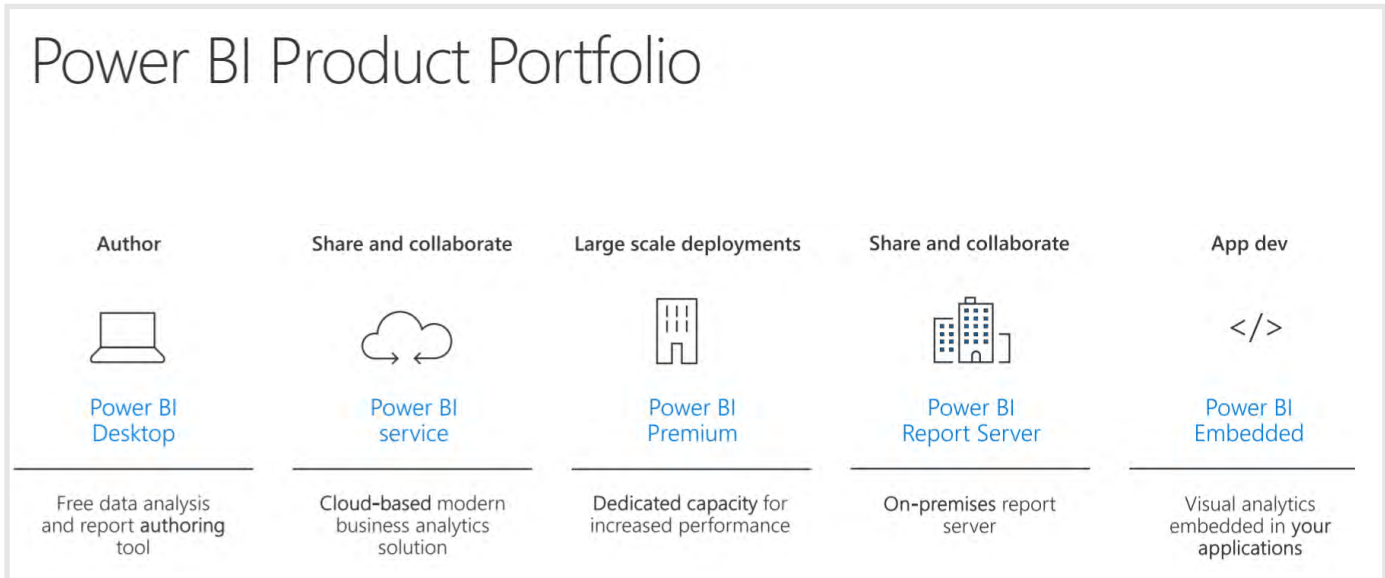 Power BI Product Portfolio
Author
Share and collaborate
Large scale deployments
Share and collaborate
App dev
</>
Power BI
Desktop
Power BI
service
Power BI
Premium
Power BI
Report Server
Power BI
Embedded
Free data analysis
and report authoring
tool
Cloud-based modern
business analytics
solution
Dedicated capacity for
increased performance
On-premises report
server
Visual analytics
embedded in your
applications